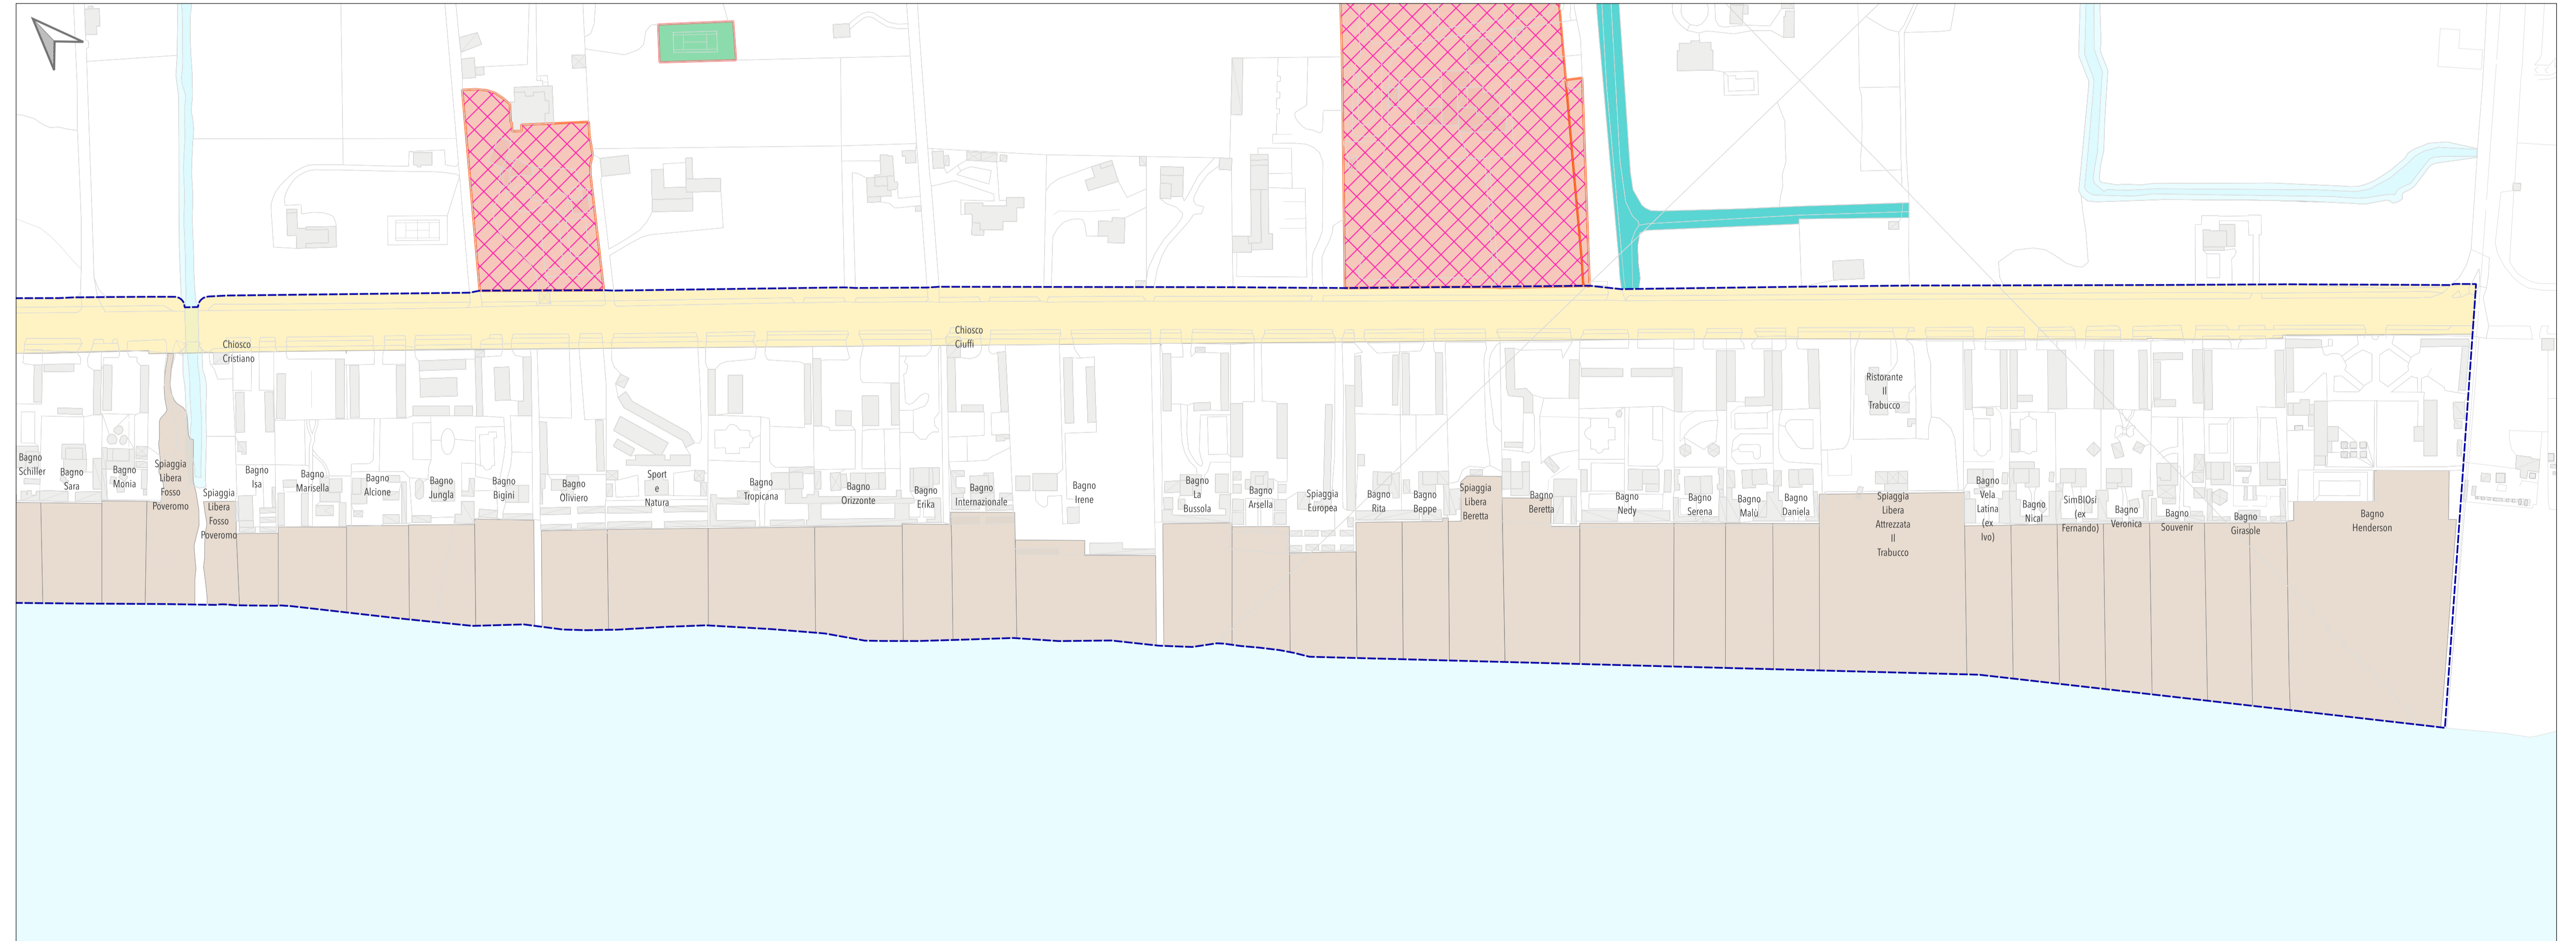 Chiosco
Cristiano
Chiosco
Ciuffi
Ristorante
Il
Trabucco
Bagno
Schiller
Bagno
Sara
Bagno
Monia
Spiaggia
Libera
Fosso
Poveromo
Spiaggia
Libera
Fosso
Poveromo
Bagno
Isa
Bagno
Marisella
Bagno
Alcione
Bagno
Jungla
Bagno
Bigini
Bagno
Oliviero
Sport
e
Natura
Bagno
Tropicana
Bagno
Orizzonte
Bagno
Erika
Bagno
Internazionale
Bagno
Irene
Bagno
La
Bussola
Bagno
Arsella
Spiaggia
Europea
Bagno
Rita
Bagno
Beppe
Spiaggia
Libera
Beretta
Bagno
Beretta
Bagno
Nedy
Bagno
Serena
Bagno
Malù
Bagno
Daniela
Spiaggia
Libera
Attrezzata
Il
Trabucco
Bagno
Vela
Latina
(ex
Ivo)
Bagno
Nical
SimBIOsi
(ex
Fernando)
Bagno
Veronica
Bagno
Souvenir
Bagno
Girasole
Bagno
Henderson